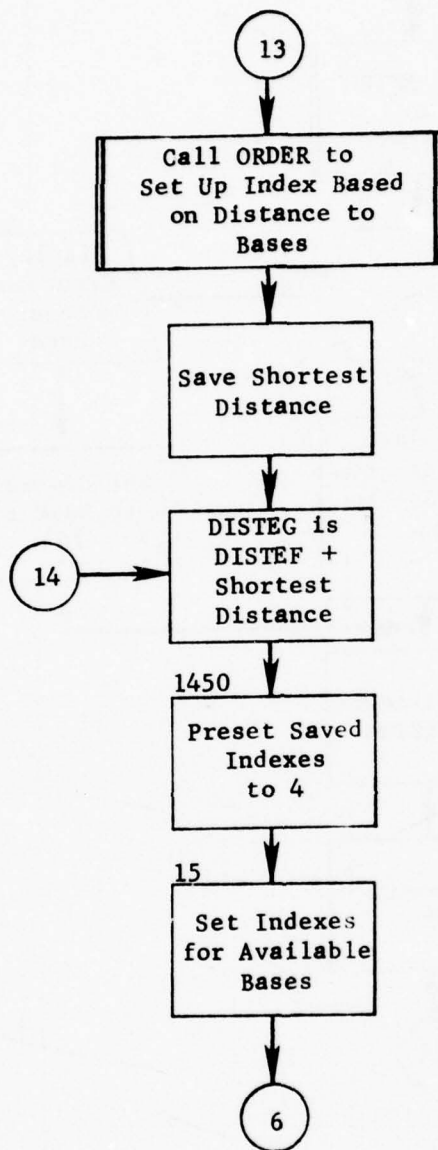 13
Call ORDER to
Set Up Index Based
on Distance to
Bases
Save Shortest
Distance
14
DISTEG is
DISTEF +
Shortest
Distance
1450
Preset Saved
Indexes
to 4
15
Set Indexes
for Available
Bases
6